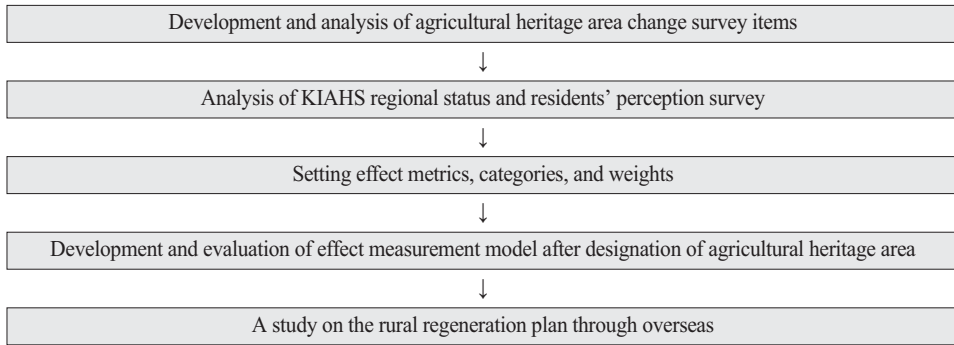 Development and analysis of agricultural heritage area change survey items
↓
Analysis of KIAHS regional status and residents’ perception survey
↓
Setting effect metrics, categories, and weights
↓
Development and evaluation of effect measurement model after designation of agricultural heritage area
↓
A study on the rural regeneration plan through overseas